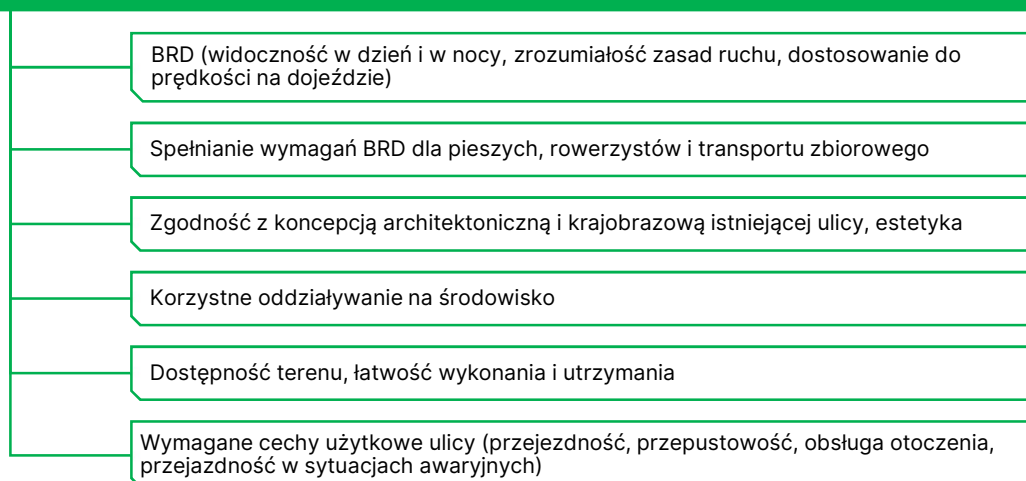 BRD (widoczność w dzień i w nocy, zrozumiałość zasad ruchu, dostosowanie do
prędkości na dojeździe)
Spełnianie wymagań BRD dla pieszych, rowerzystów i transportu zbiorowego
Zgodność z koncepcją architektoniczną i krajobrazową istniejącej ulicy, estetyka
Korzystne oddziaływanie na środowisko
Dostępność terenu, łatwość wykonania i utrzymania
Wymagane cechy użytkowe ulicy (przejezdność, przepustowość, obsługa otoczenia,
przejazdność w sytuacjach awaryjnych)